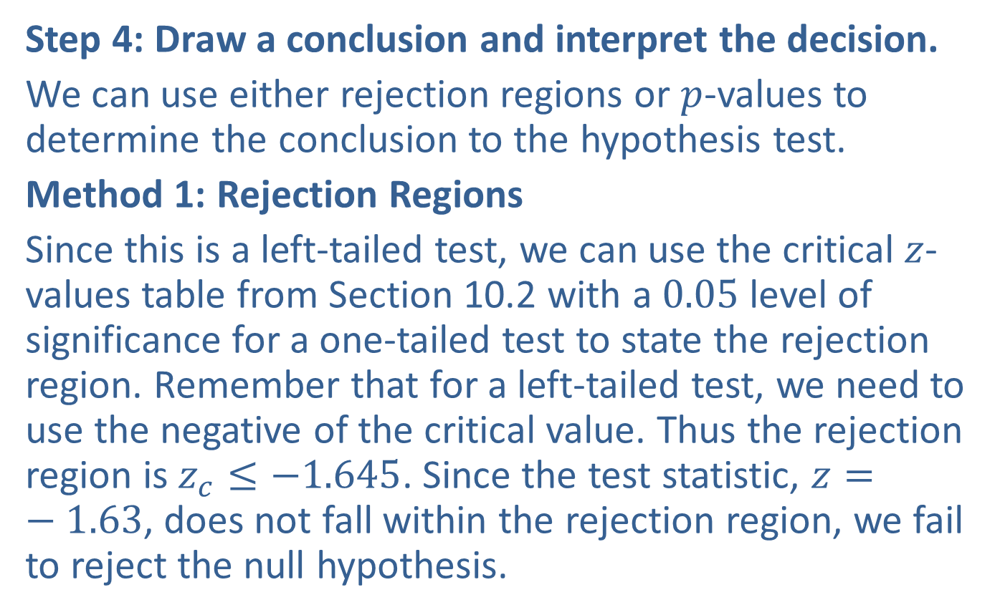 Step 4: Draw a conclusion and interpret the decision.
We can use either rejection regions or p-values to
determine the conclusion to the hypothesis test.
Method 1: Rejection Regions
Since this is a left-tailed test, we can use the critical z-
values table from Section 10.2 with a 0.05 level of
significance for a one-tailed test to state the rejection
region. Remember that for a left-tailed test, we need to
use the negative of the critical value. Thus the rejection
region is z_c ≤ −1.645. Since the test statistic, z =
− 1.63, does not fall within the rejection region, we fail
to reject the null hypothesis.